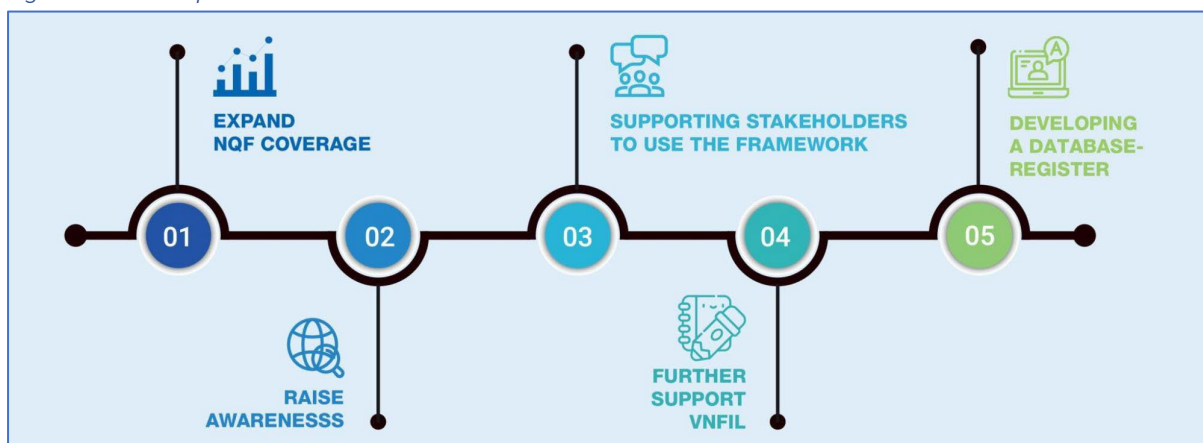 EXPAND
NQF COVERAGE
SUPPORTING STAKEHOLDERS
TO USE THE FRAMEWORK
DEVELOPING
A DATABASE-
REGISTER
A
01
02
03
04
05
RAISE
AWARENESSS
FURTHER
SUPPORT
VNFIL